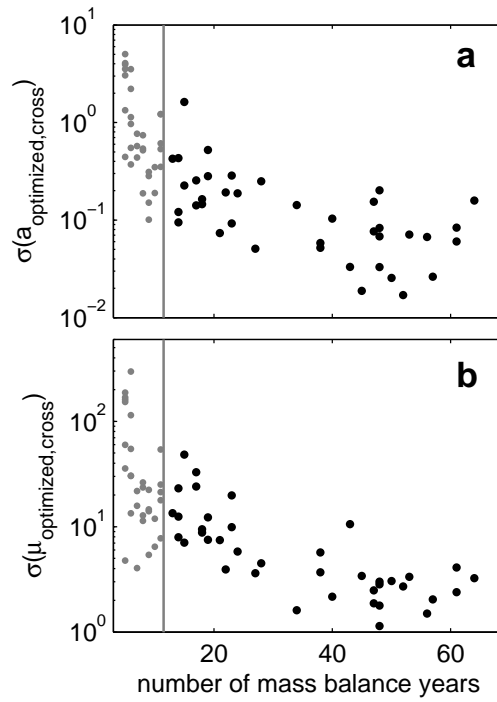 a
10^1
10^0
10^-1
10^-2
σ(a_optimized,cross)
b
10^2
10^1
10^0
σ(μ_optimized,cross)
20 40 60
number of mass balance years